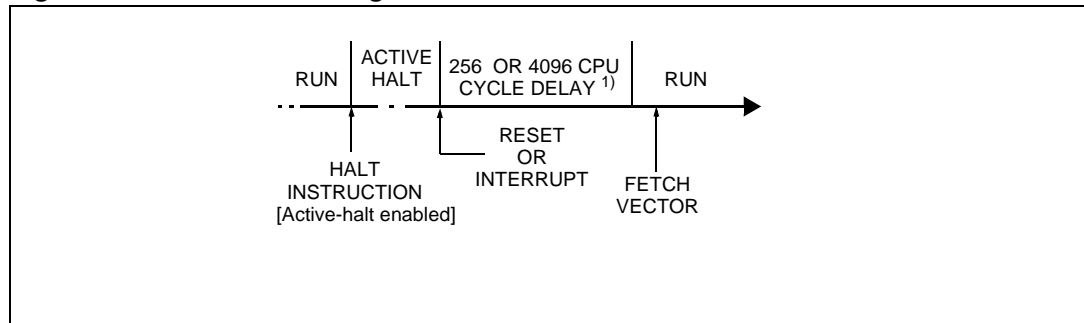 RUN
ACTIVE
HALT
256 OR 4096 CPU
CYCLE DELAY 1)
RUN
RESET
OR
INTERRUPT
HALT
INSTRUCTION
[Active-halt enabled]
FETCH
VECTOR